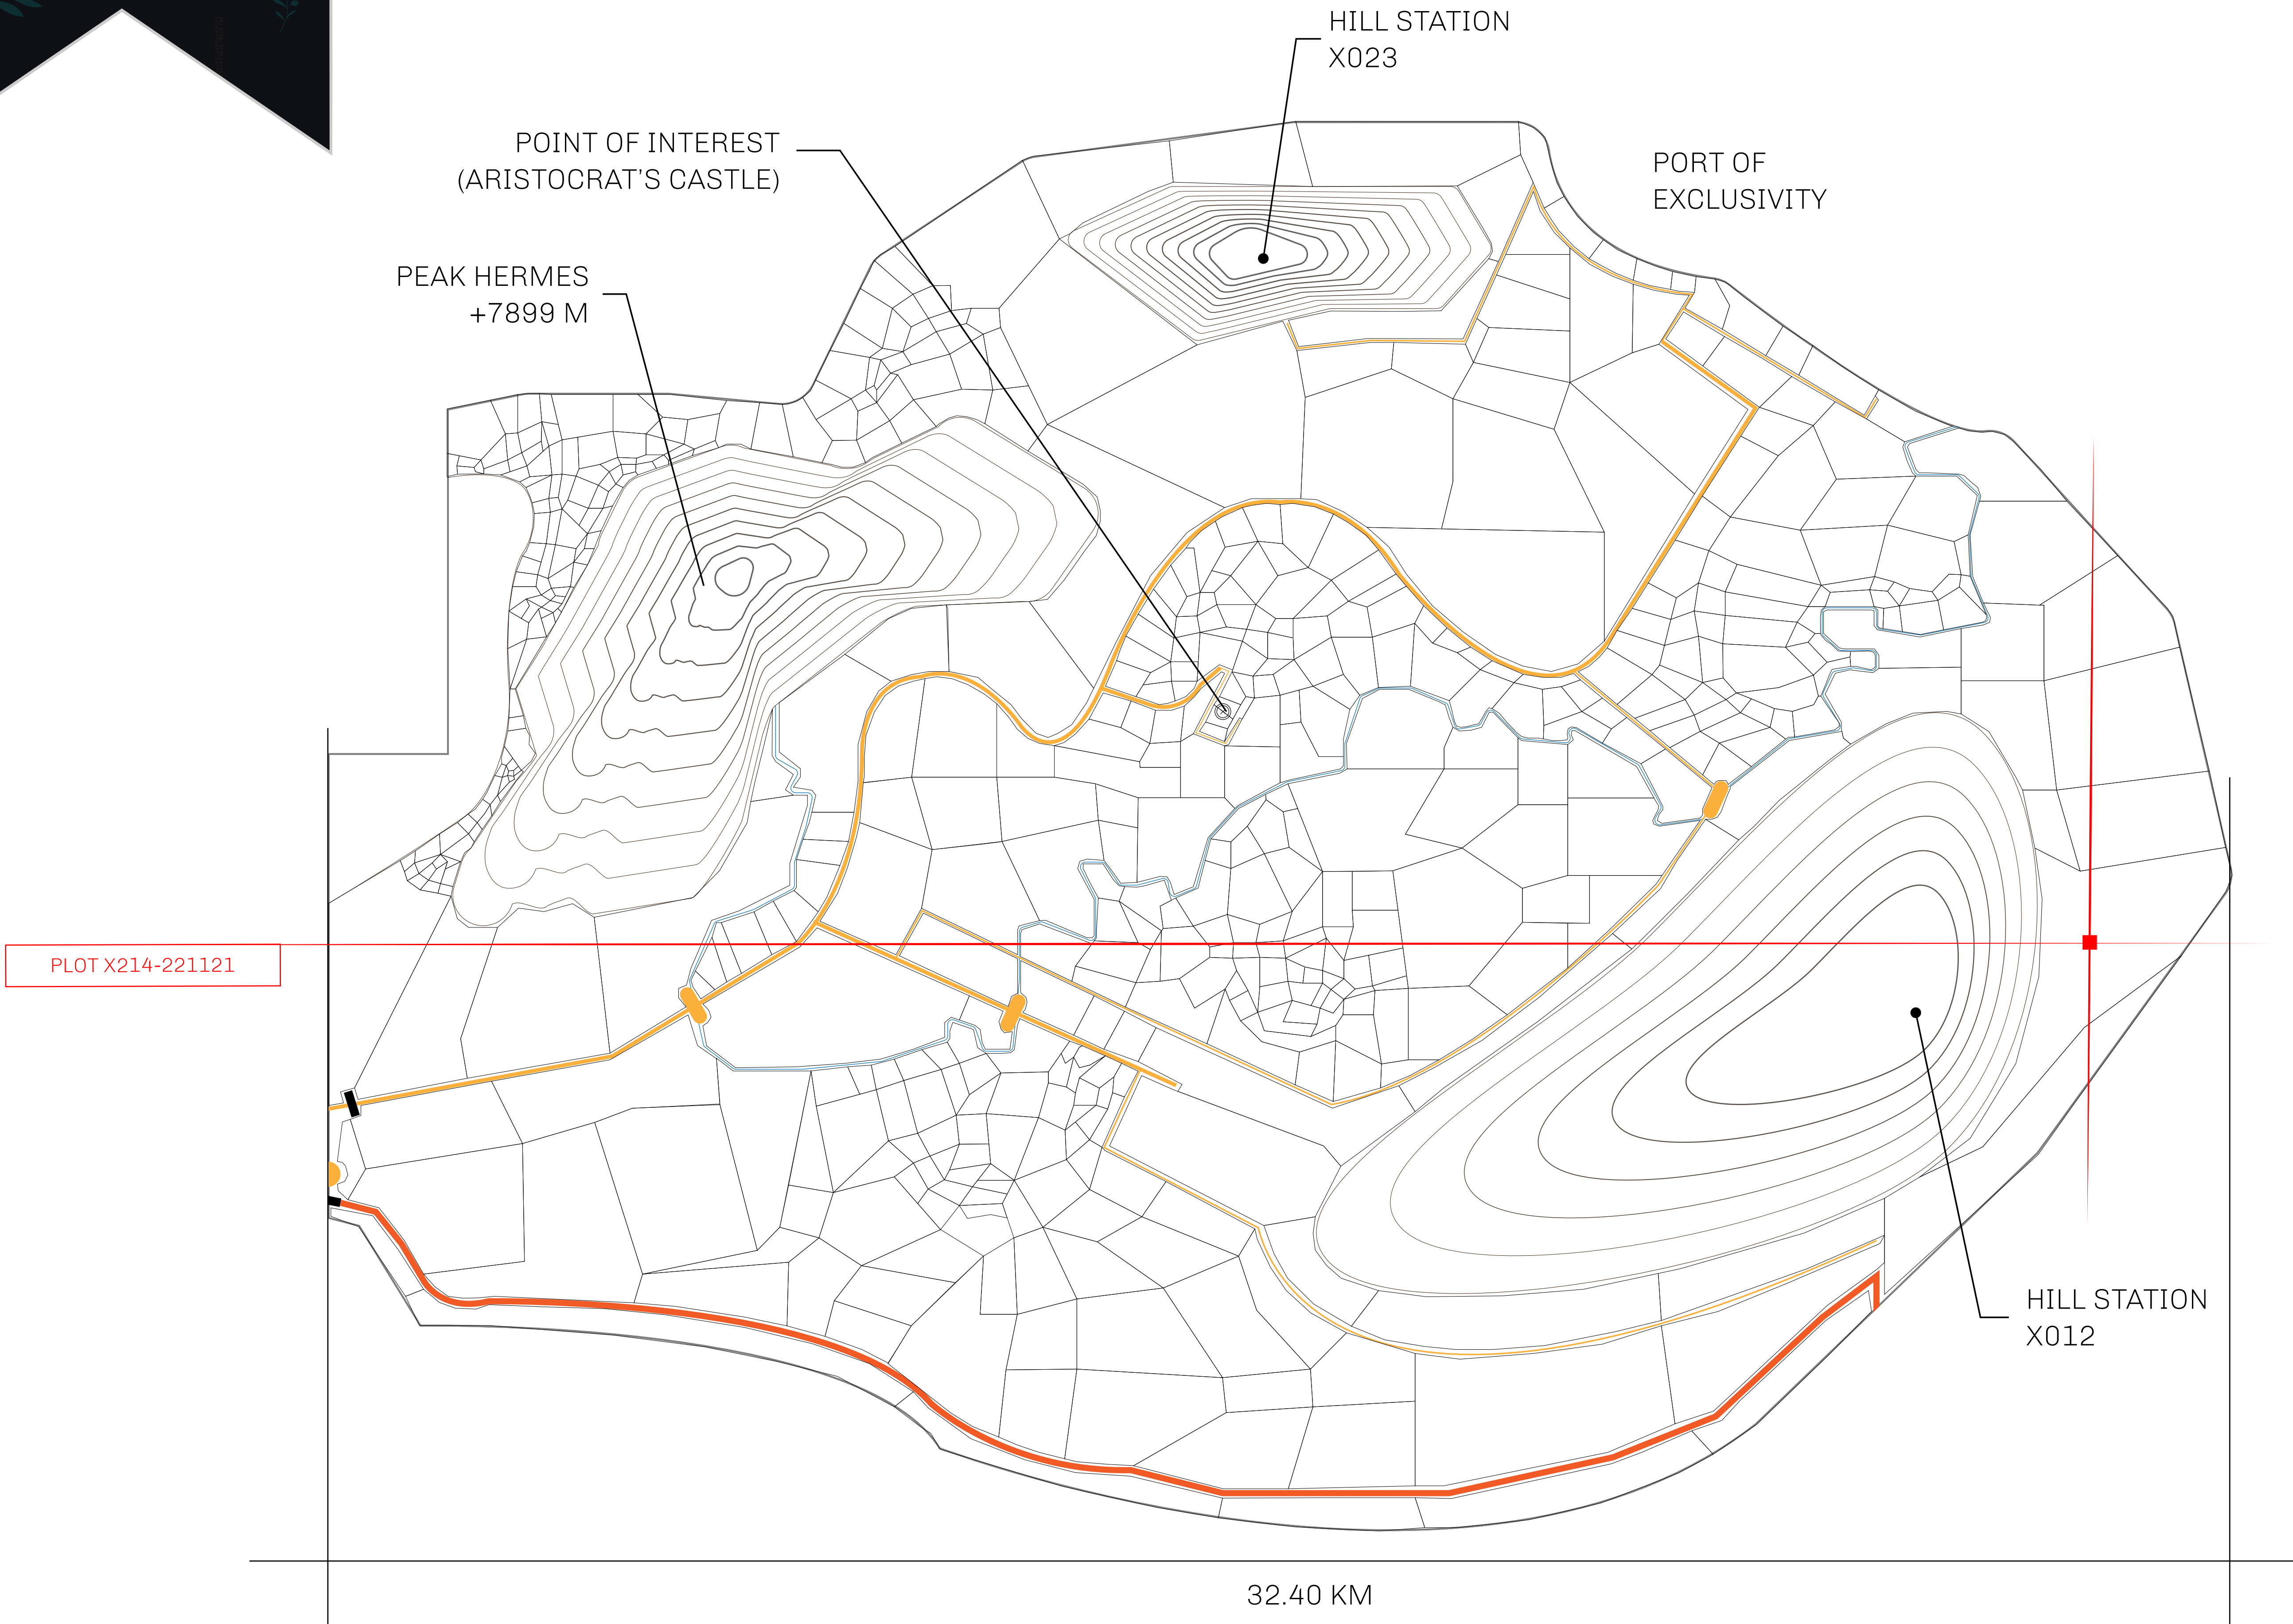 HILL STATION
X023
POINT OF INTEREST
(ARISTOCRAT'S CASTLE)
PORT OF
EXCLUSIVITY
PEAK HERMES
+7899 M
PLOT X214-221121
HILL STATION
X012
32.40 KM